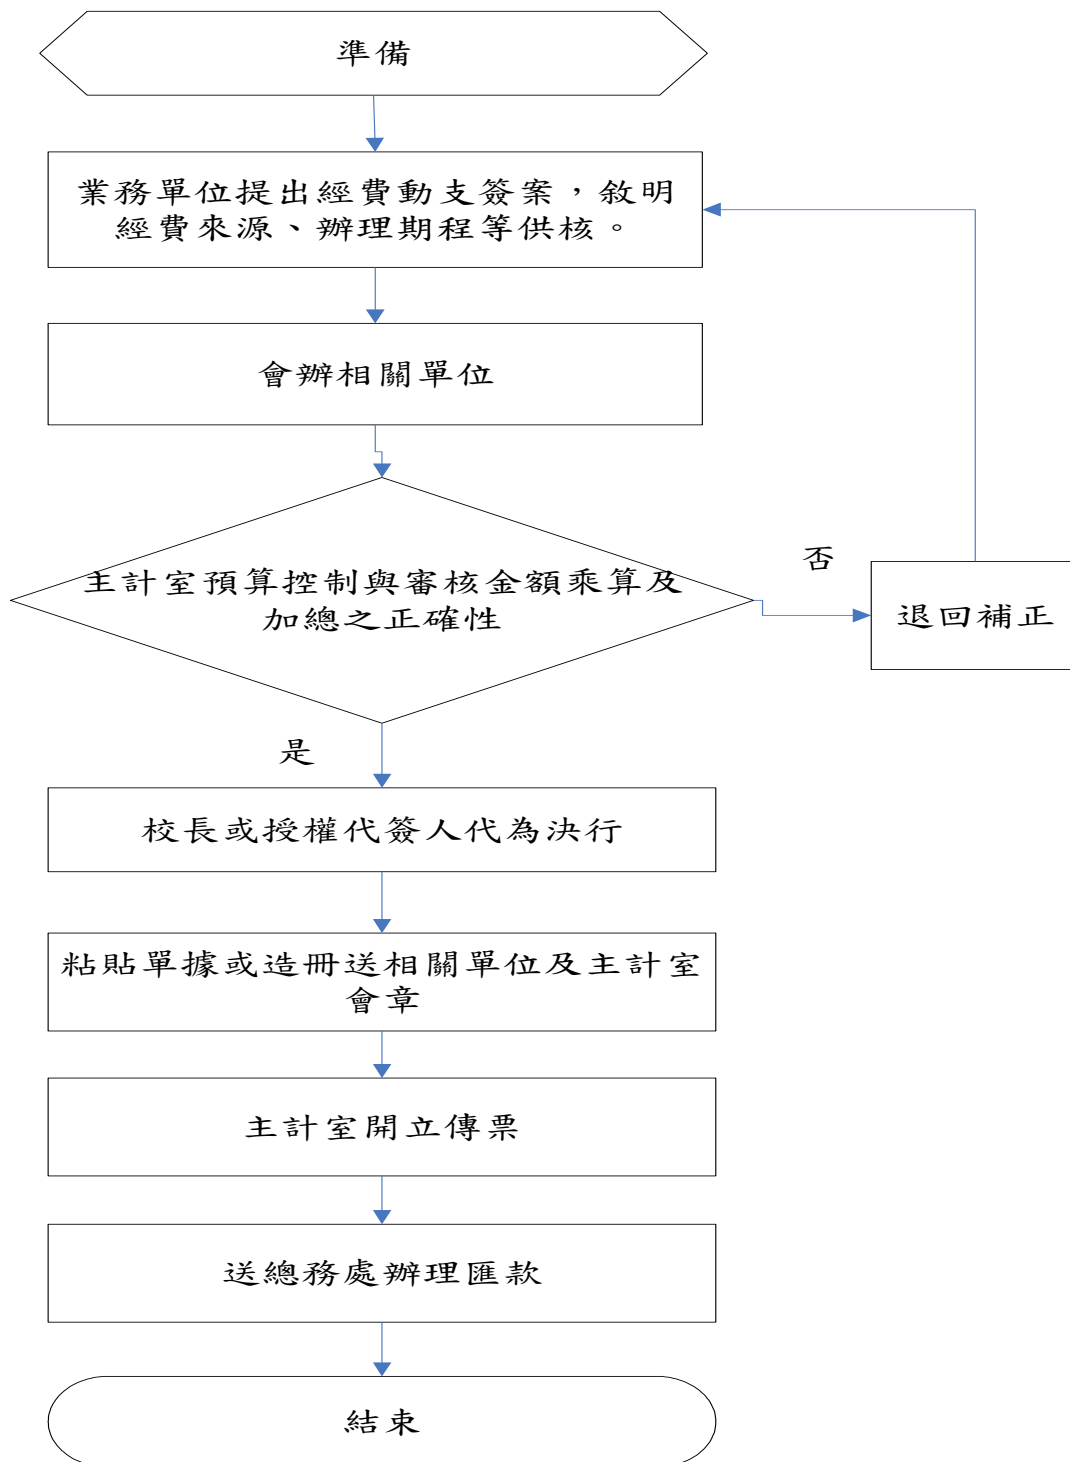 準備
業務單位提出經費動支簽案，敘明
經費來源、辦理期程等供核。
會辦相關單位
主計室預算控制與審核金額乘算及
加總之正確性
否
退回補正
是
校長或授權代簽人代為決行
粘貼單據或造冊送相關單位及主計室
會章
主計室開立傳票
送總務處辦理匯款
結束